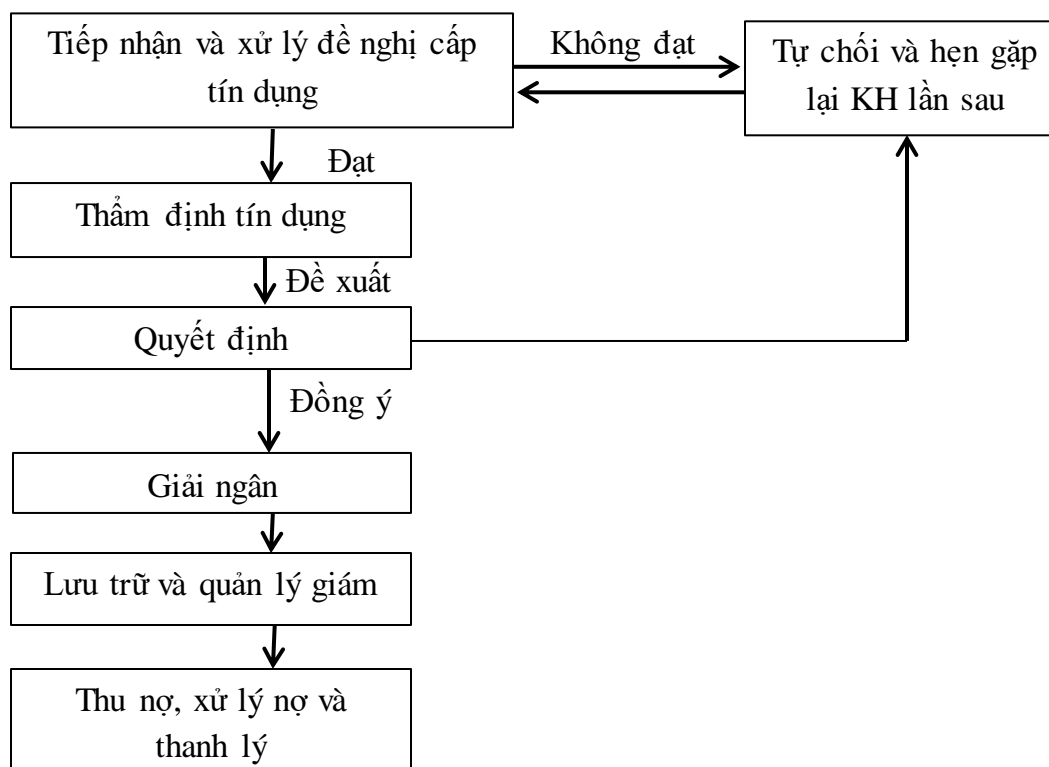 Tiếp nhận và xử lý đề nghị cấp
tín dụng
Không đạt
Tự chối và hẹn gặp
lại KH lần sau
Đạt
Thẩm định tín dụng
Đề xuất
Quyết định
Đồng ý
Giải ngân
Lưu trữ và quản lý giám
Thu nợ, xử lý nợ và
thanh lý